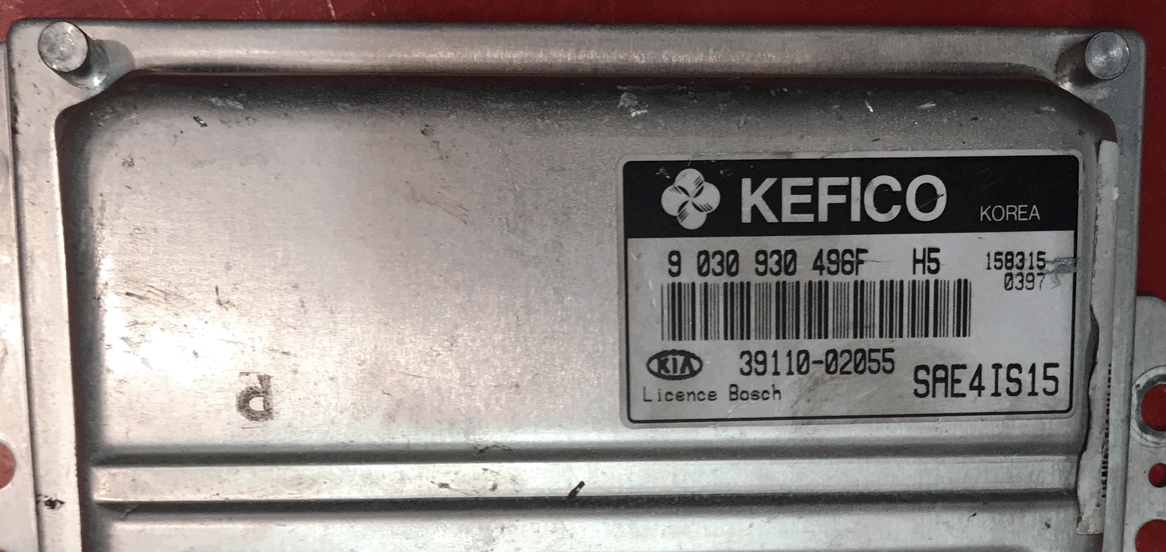 KEFICO KOREA
9 030 930 496F H5 158315
0397
KIA 39110-02055
Licence Bosch SAE4IS15
P